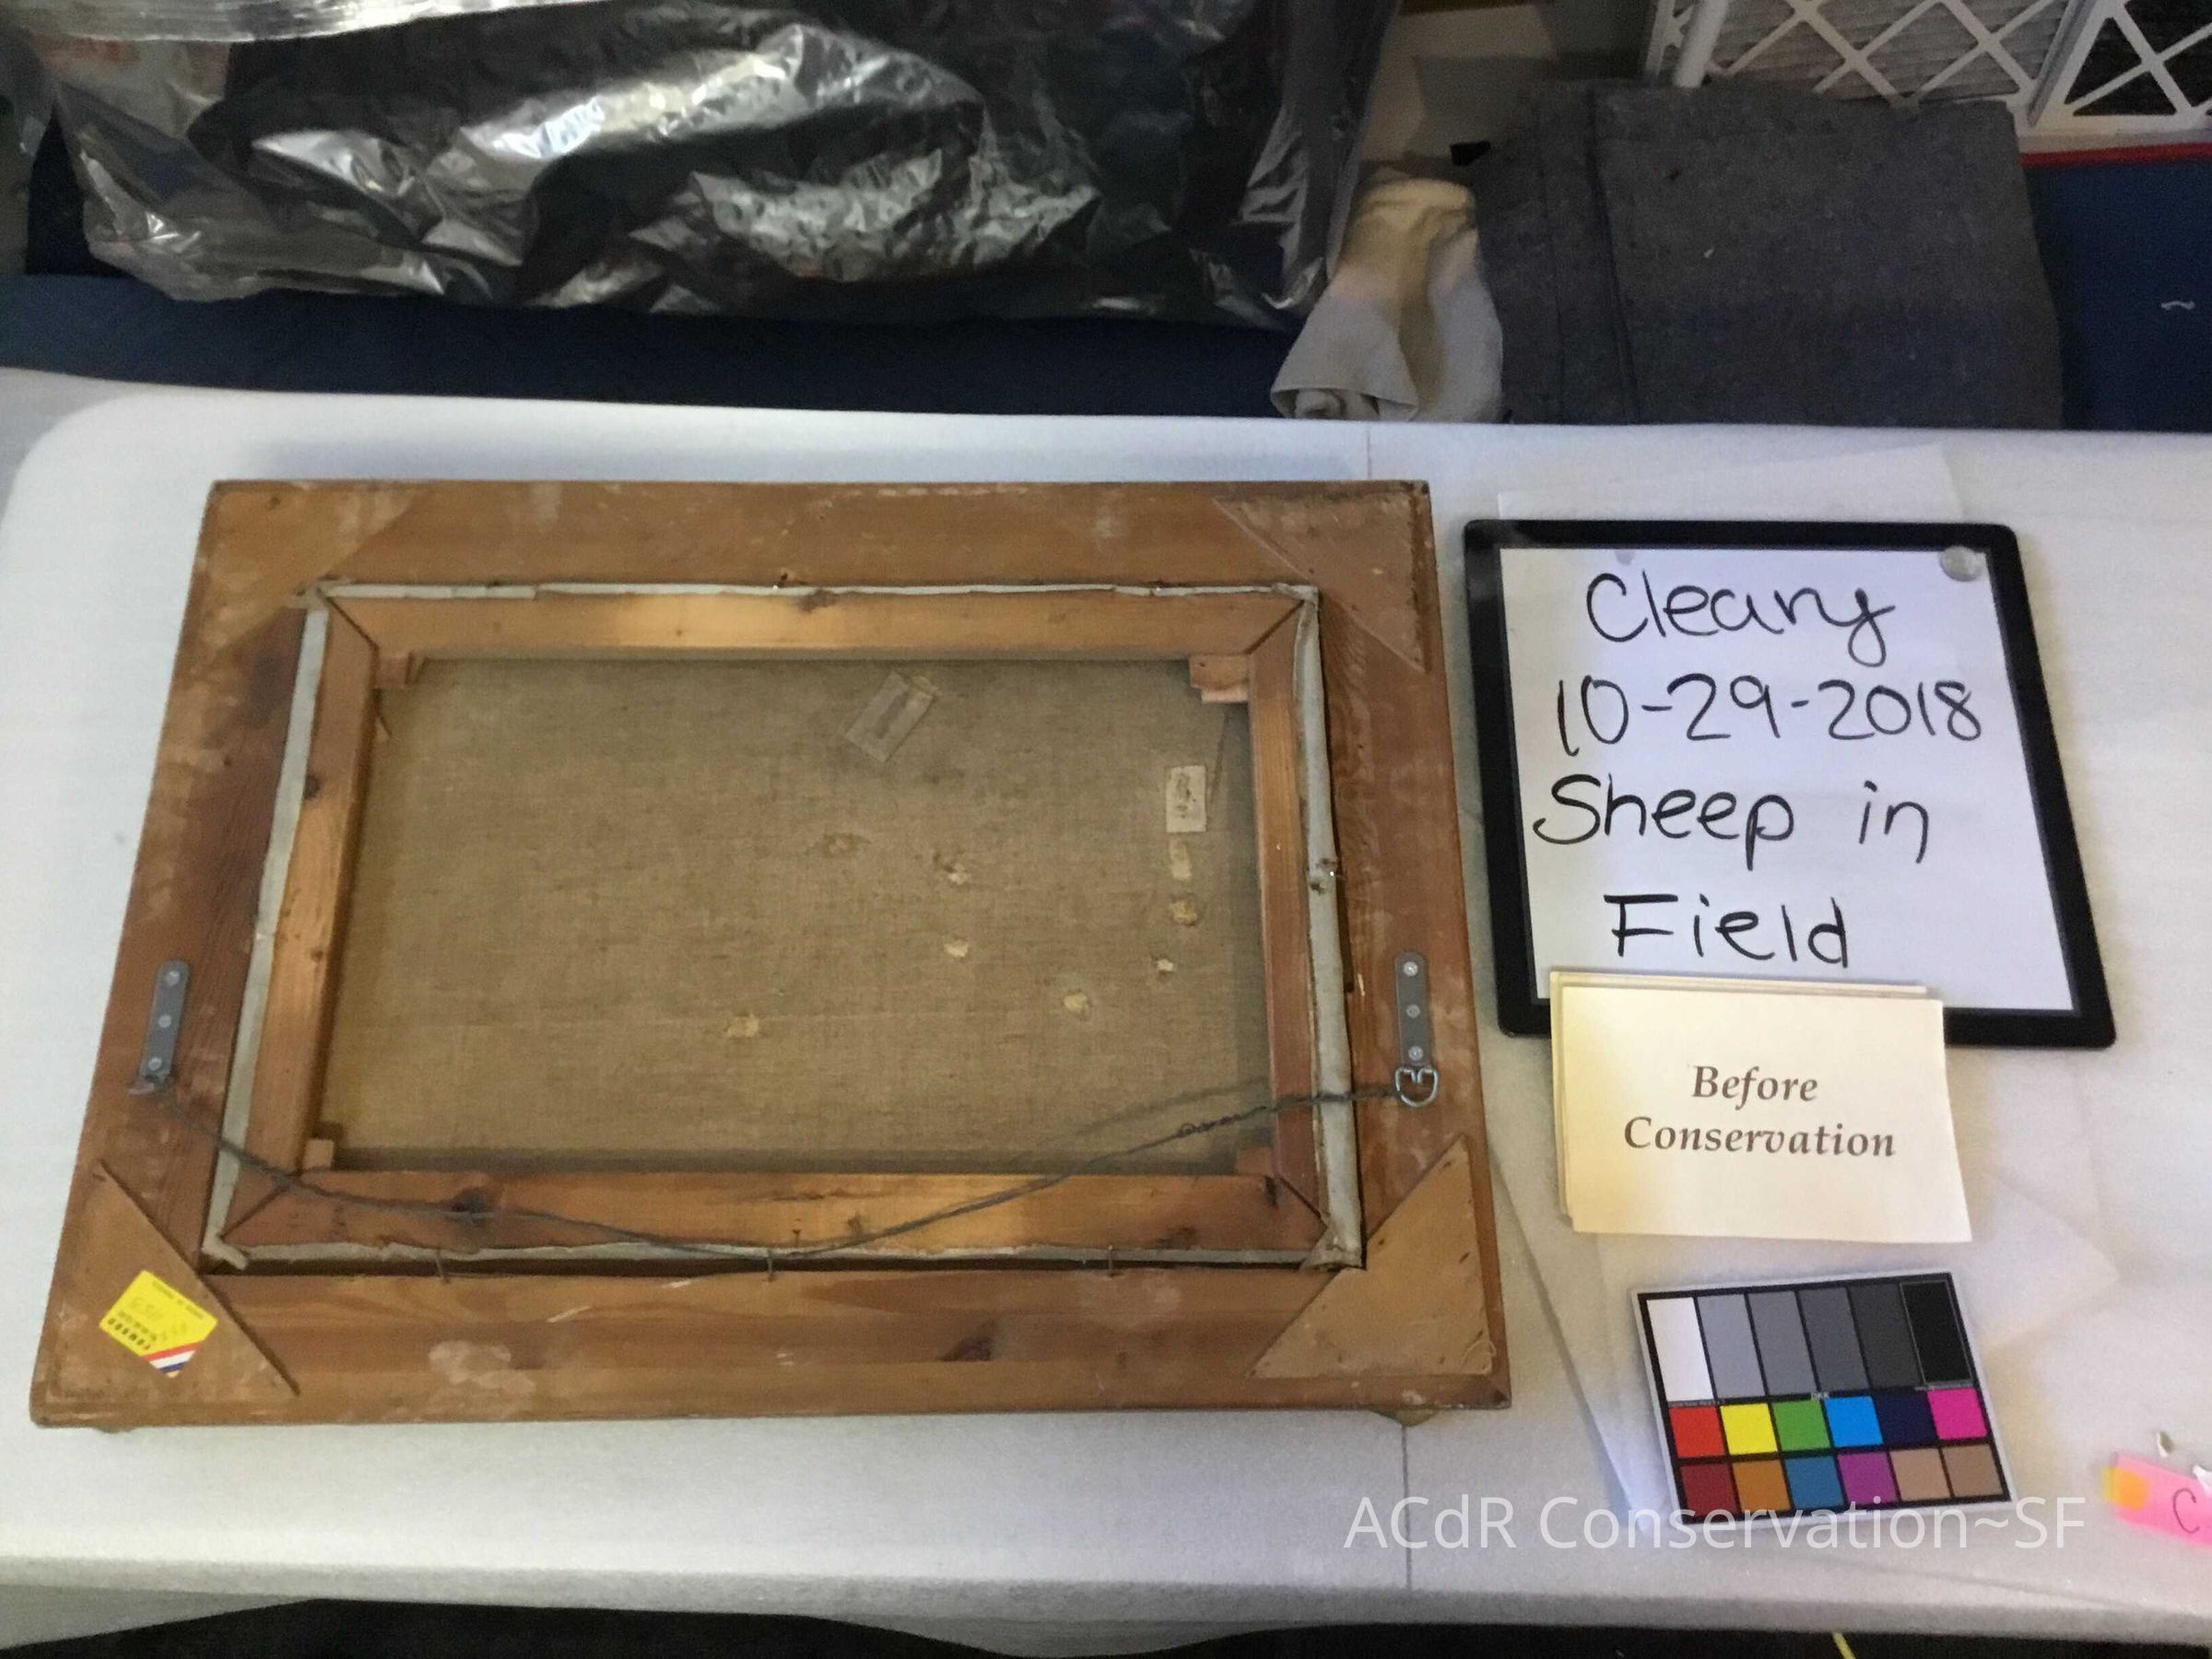 Cleary
10-29-2018
Sheep in
Field
Before
Conservation
ACdR Conservation~SF
C